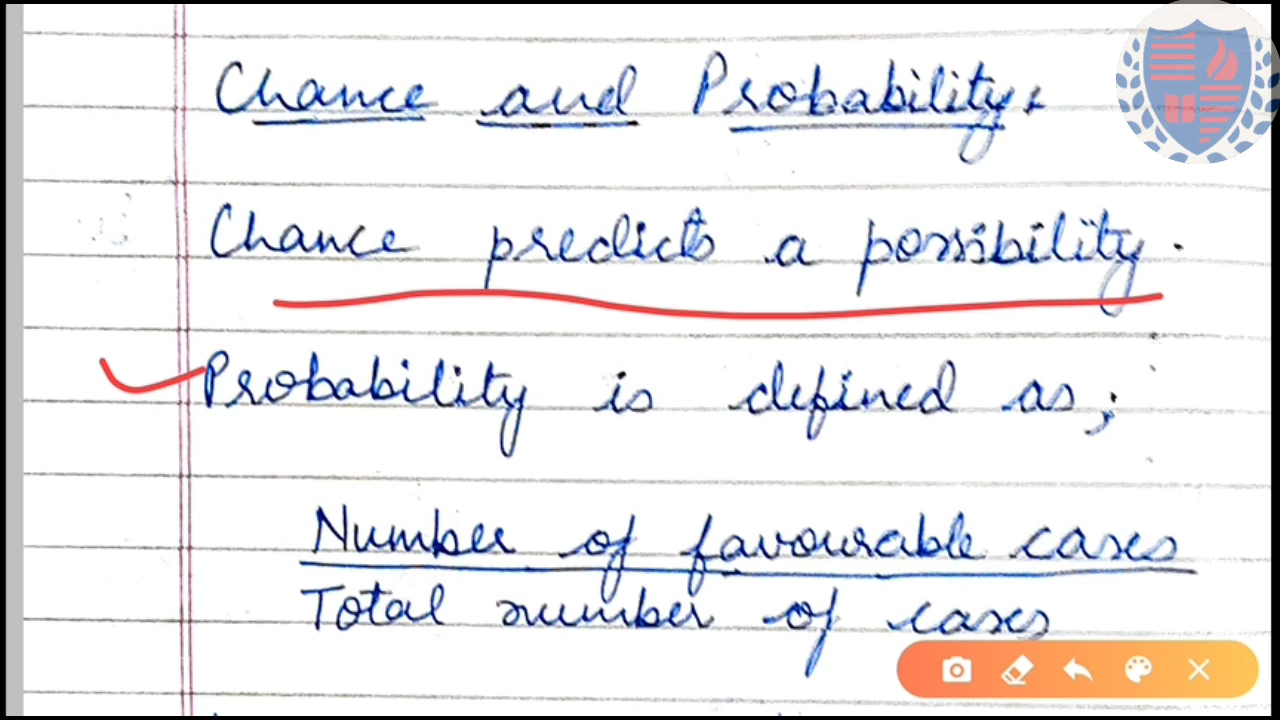 Chance and Probability:
Chance predicts a possibility.
Probability is defined as;
Number of favourable cases
Total number of cases